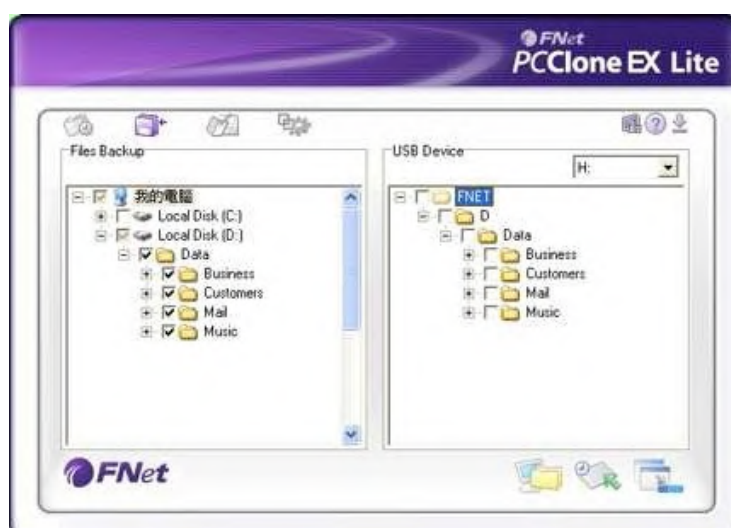 FNet
PCClone EX Lite
Files Backup
我的電腦
Local Disk (C:)
Local Disk (D:)
Data
Business
Customers
Mail
Music
USB Device
H:
FNET
D
Data
Business
Customers
Mail
Music
FNet